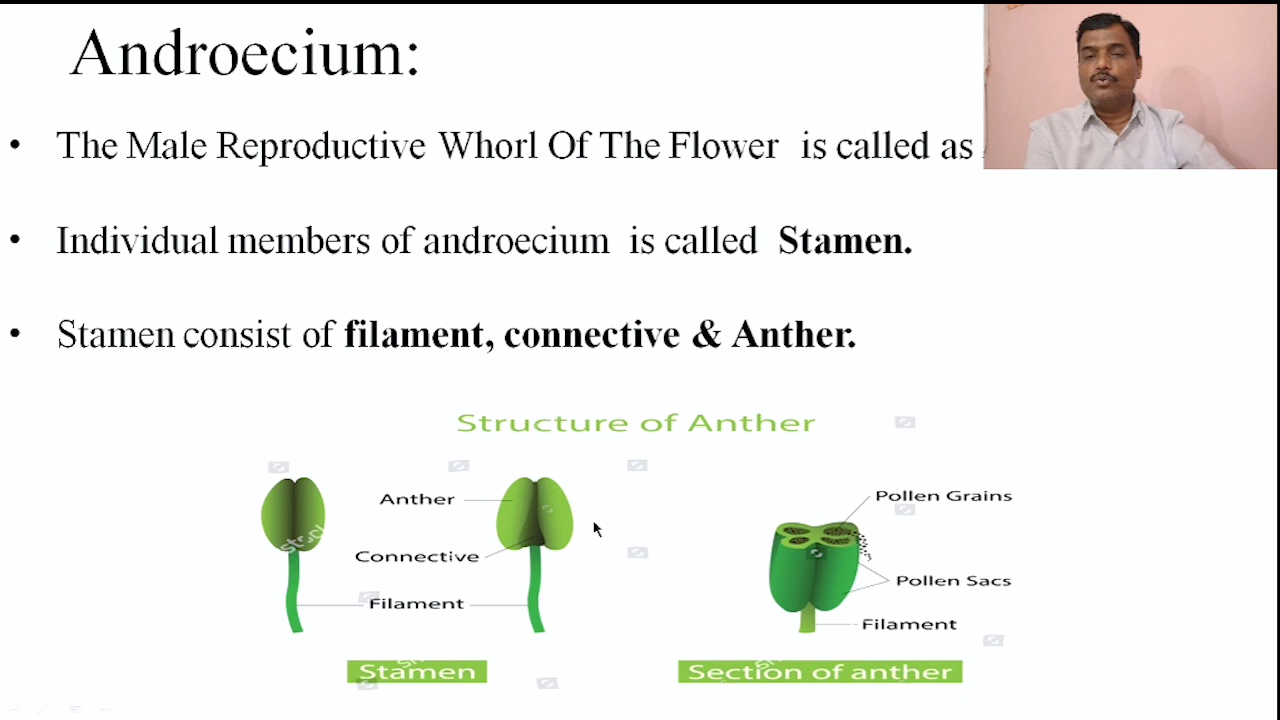 Androecium:
• The Male Reproductive Whorl Of The Flower is called as
• Individual members of androecium is called Stamen.
• Stamen consist of filament, connective & Anther.
Structure of Anther
Anther
Pollen Grains
Connective
Pollen Sacs
Filament
Filament
Stamen
Section of anther